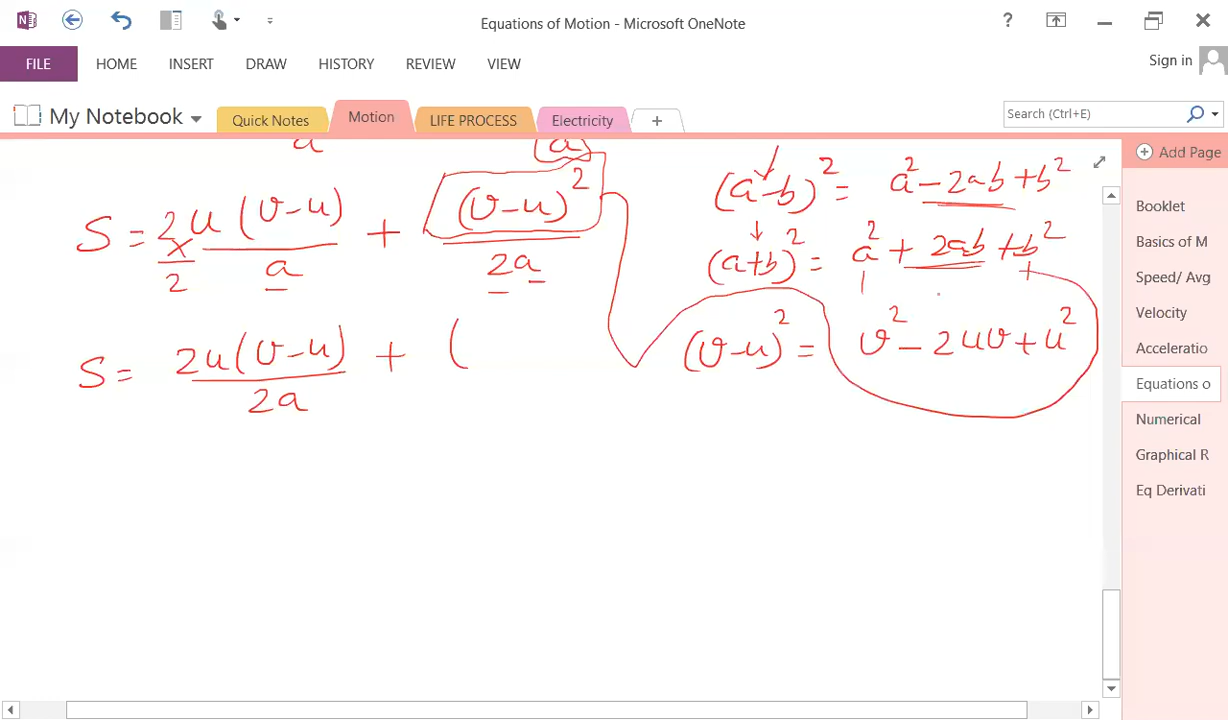 Equations of Motion - Microsoft OneNote
?
FILE HOME INSERT DRAW HISTORY REVIEW VIEW
Sign in
My Notebook
Quick Notes Motion LIFE PROCESS Electricity +
Search (Ctrl+E)
Add Page
Booklet
Basics of M
Speed/ Avg
Velocity
Acceleratio
Equations o
Numerical
Graphical R
Eq Derivati
a (a)
S = 2 × u (v-u) / 2 a + (v-u)² / 2a
(a-b)² = a² - 2ab + b²
(a+b)² = a² + 2ab + b²
S = 2u(v-u) / 2a + (
(v-u)² = v² - 2uv + u²